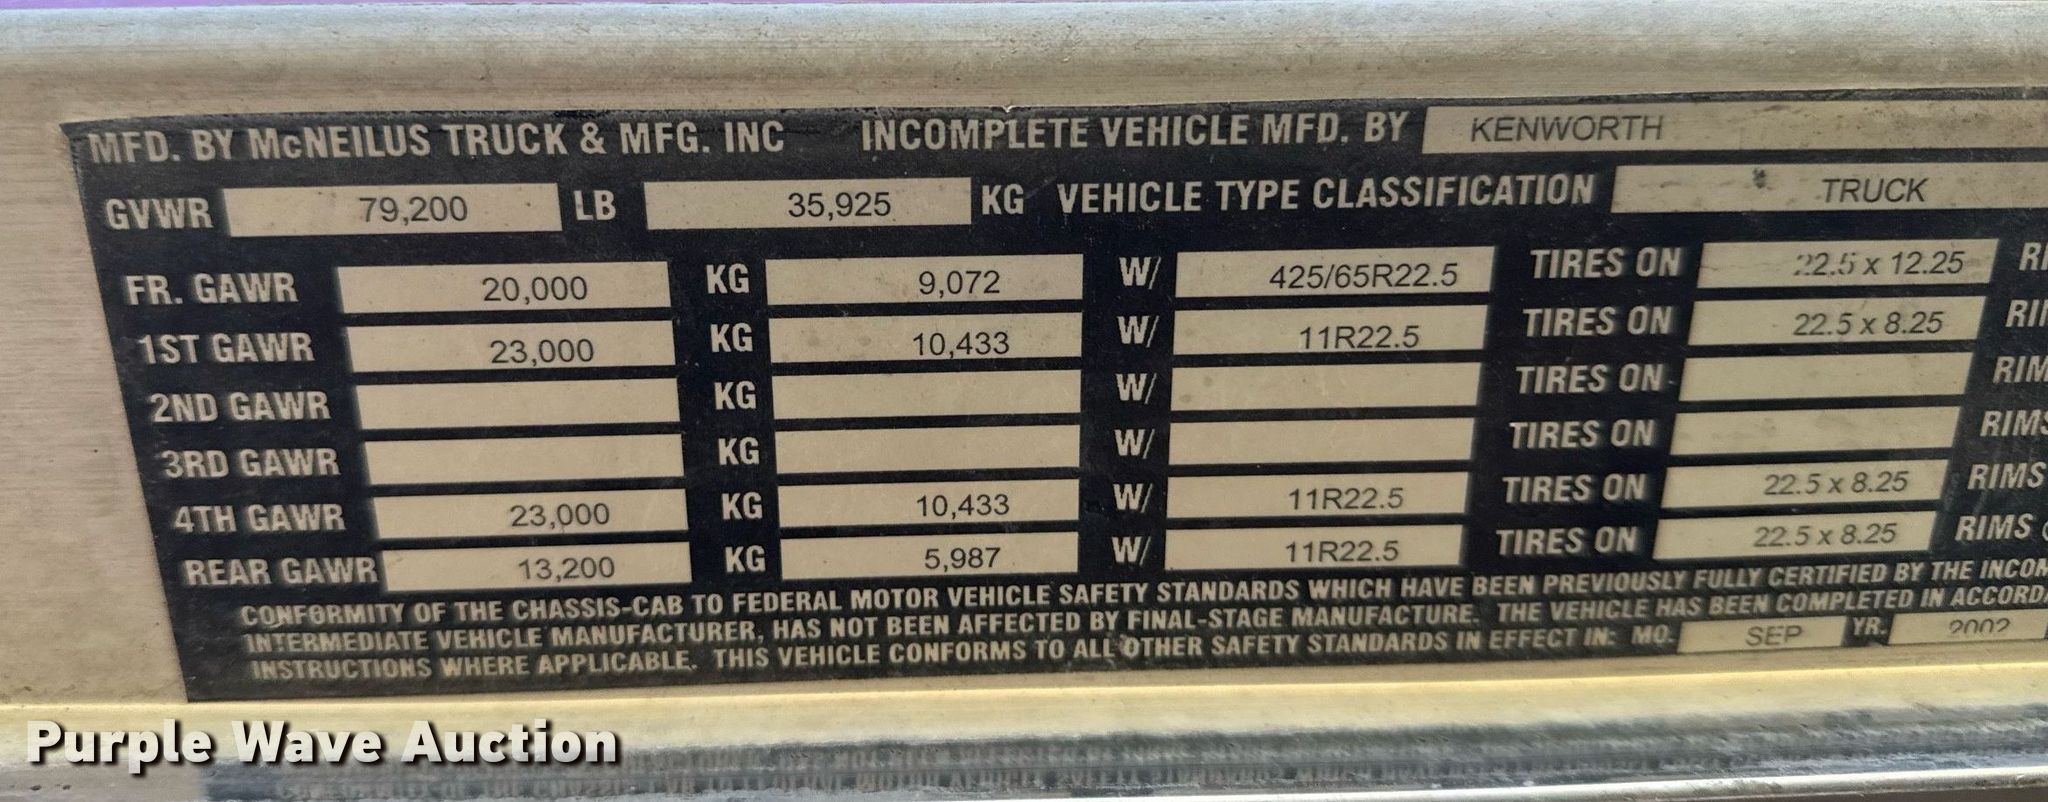 MFD. BY McNEILUS TRUCK & MFG. INC INCOMPLETE VEHICLE MFD. BY KENWORTH
GVWR 79,200 LB 35,925 KG VEHICLE TYPE CLASSIFICATION TRUCK
FR. GAWR 20,000 KG 9,072 W/ 425/65R22.5 TIRES ON 22.5 x 12.25
1ST GAWR 23,000 KG 10,433 W/ 11R22.5 TIRES ON 22.5 x 8.25
2ND GAWR KG W/ TIRES ON
3RD GAWR KG W/ TIRES ON RIMS
4TH GAWR 23,000 KG 10,433 W/ 11R22.5 TIRES ON 22.5 x 8.25 RIMS
REAR GAWR 13,200 KG 5,987 W/ 11R22.5 TIRES ON 22.5 x 8.25 RIMS
CONFORMITY OF THE CHASSIS-CAB TO FEDERAL MOTOR VEHICLE SAFETY STANDARDS WHICH HAVE BEEN PREVIOUSLY FULLY CERTIFIED BY THE INCOM
INTERMEDIATE VEHICLE MANUFACTURER, HAS NOT BEEN AFFECTED BY FINAL-STAGE MANUFACTURE. THE VEHICLE HAS BEEN COMPLETED IN ACCORDA
INSTRUCTIONS WHERE APPLICABLE. THIS VEHICLE CONFORMS TO ALL OTHER SAFETY STANDARDS IN EFFECT IN: MO. SEP YR. 2002
Purple Wave Auction